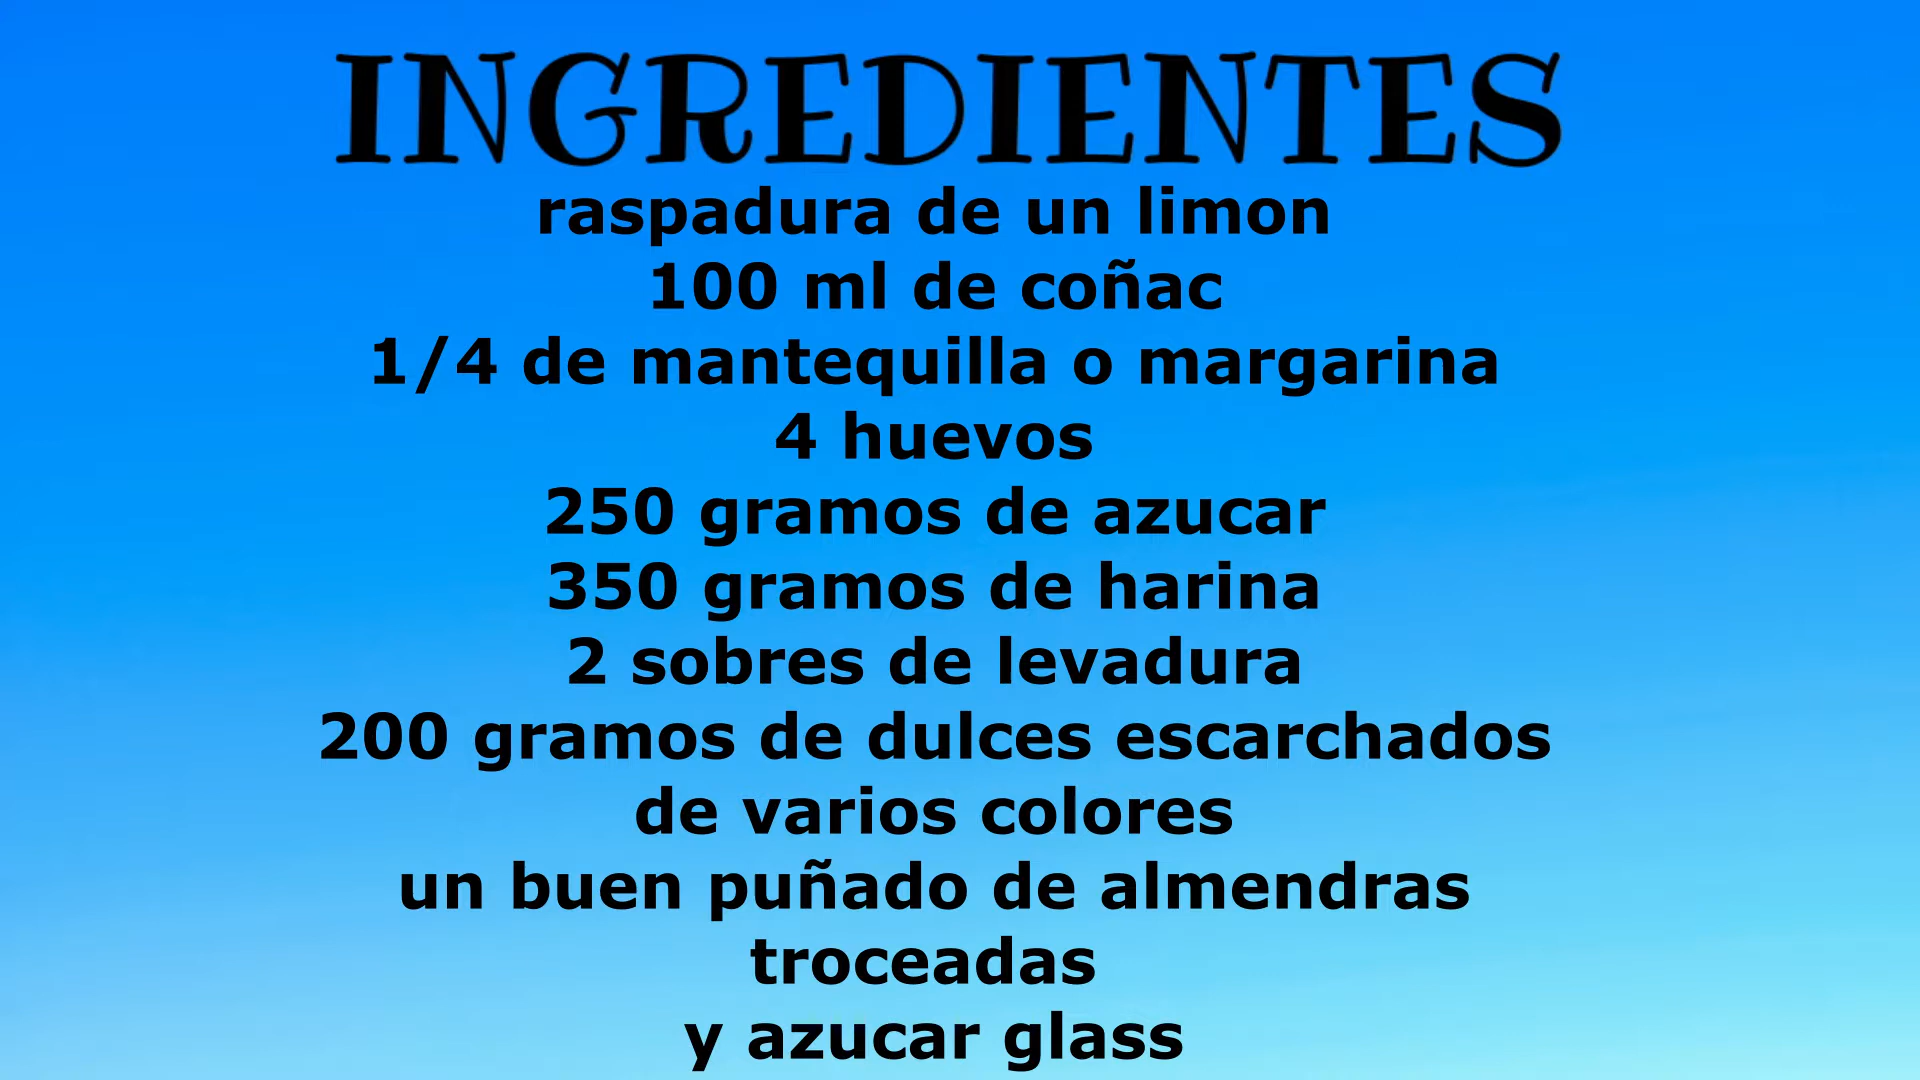 INGREDIENTES
raspadura de un limon
100 ml de coñac
1/4 de mantequilla o margarina
4 huevos
250 gramos de azucar
350 gramos de harina
2 sobres de levadura
200 gramos de dulces escarchados
de varios colores
un buen puñado de almendras
troceadas
y azucar glass